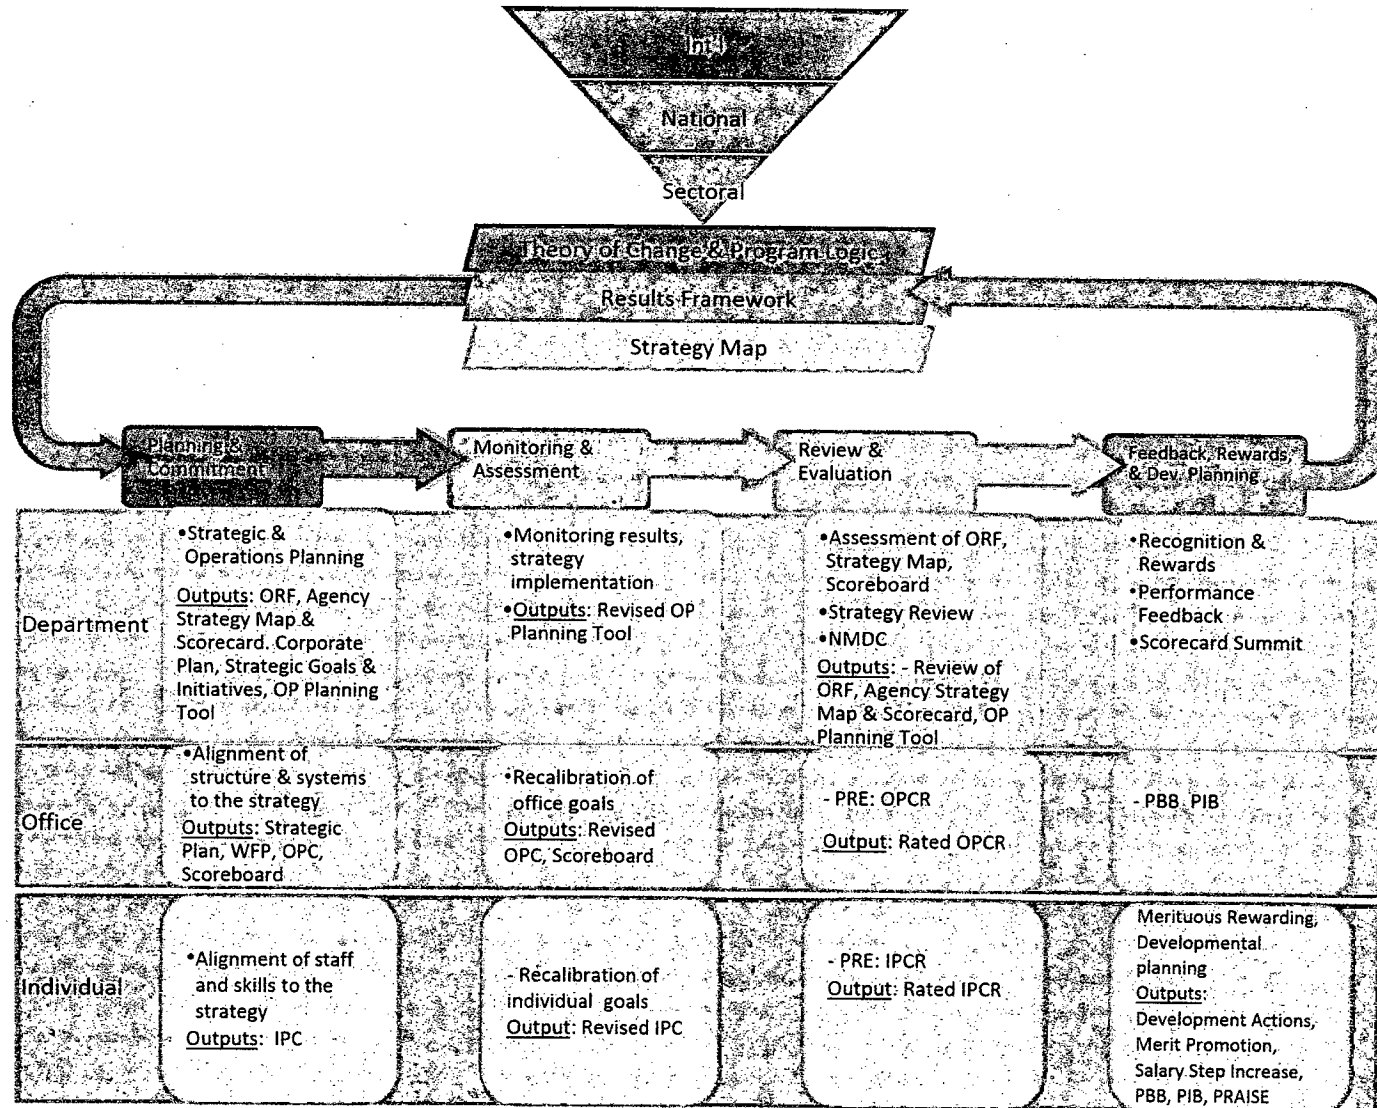 Int'l
National
Sectoral
Theory of Change & Program Logic
Results Framework
Strategy Map
Planning &
Commitment
Monitoring &
Assessment
Review &
Evaluation
Feedback, Rewards,
& Dev. Planning
Department
•Strategic &
Operations Planning
Outputs: ORF, Agency
Strategy Map &
Scorecard. Corporate
Plan, Strategic Goals &
Initiatives, OP Planning
Tool
•Monitoring results,
strategy
implementation
•Outputs: Revised OP
Planning Tool
•Assessment of ORF,
Strategy Map,
Scoreboard
•Strategy Review
•NMDC
Outputs: - Review of
ORF, Agency Strategy
Map & Scorecard, OP
Planning Tool
•Recognition &
Rewards
•Performance
Feedback
•Scorecard Summit
Office
•Alignment of
structure & systems
to the strategy
Outputs: Strategic
Plan, WFP, OPC,
Scoreboard
•Recalibration of
office goals
Outputs: Revised
OPC, Scoreboard
- PRE: OPCR
Output: Rated OPCR
- PBB PIB
Individual
•Alignment of staff
and skills to the
strategy
Outputs: IPC
- Recalibration of
individual goals
Output: Revised IPC
- PRE: IPCR
Output: Rated IPCR
Merituous Rewarding,
Developmental
planning
Outputs:
Development Actions,
Merit Promotion,
Salary Step Increase,
PBB, PIB, PRAISE